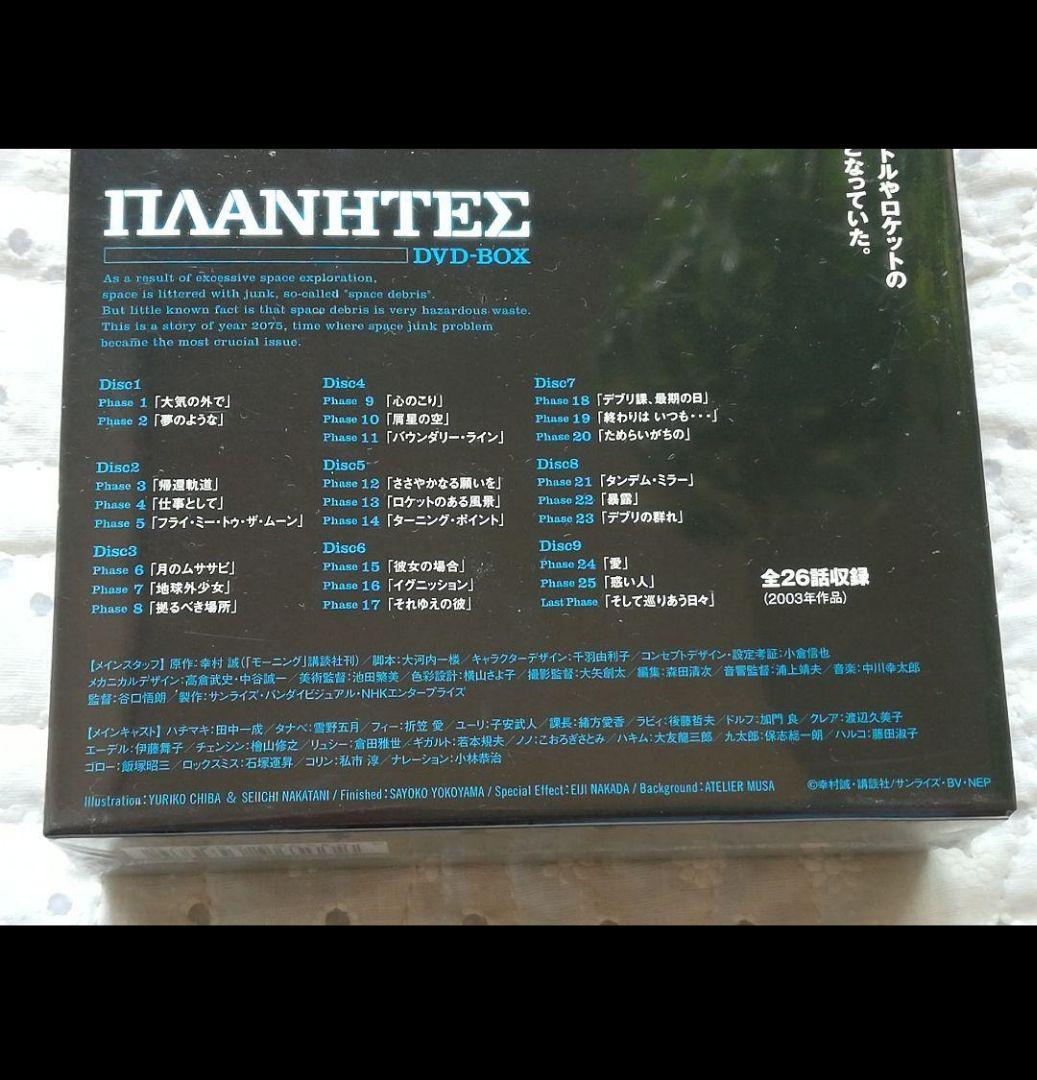 トルやロケットの
となっていた。
ΠΛΑΝΗΤΕΣ
DVD-BOX
As a result of excessive space exploration,
space is littered with junk, so-called "space debris".
But little known fact is that space debris is very hazardous waste.
This is a story of year 2075, time where space junk problem
became the most crucial issue.
Disc1
Phase 1「大気の外で」
Phase 2「夢のような」
Disc2
Phase 3「帰還軌道」
Phase 4「仕事として」
Phase 5「フライ・ミー・トゥ・ザ・ムーン」
Disc3
Phase 6「月のムササビ」
Phase 7「地球外少女」
Phase 8「拠るべき場所」
Disc4
Phase 9「心のこり」
Phase 10「屑星の空」
Phase 11「バウンダリー・ライン」
Disc5
Phase 12「ささやかなる願いを」
Phase 13「ロケットのある風景」
Phase 14「ターニング・ポイント」
Disc6
Phase 15「彼女の場合」
Phase 16「イグニッション」
Phase 17「それゆえの彼」
Disc7
Phase 18「デブリ課、最期の日」
Phase 19「終わりは いつも・・・」
Phase 20「ためらいがちの」
Disc8
Phase 21「タンデム・ミラー」
Phase 22「暴露」
Phase 23「デブリの群れ」
Disc9
Phase 24「愛」
Phase 25「惑い人」
Last Phase「そして巡りあう日々」
全26話収録
(2003年作品)
【メインスタッフ】原作:幸村 誠(「モーニング」講談社刊)/脚本:大河内一楼/キャラクターデザイン:千羽由利子/コンセプトデザイン・設定考証:小倉信也
メカニカルデザイン:高倉武史・中谷誠一/美術監督:池田繁美/色彩設計:横山さよ子/撮影監督:大矢創太/編集:森田清次/音響監督:浦上靖夫/音楽:中川幸太郎
監督:谷口悟朗/製作:サンライズ・バンダイビジュアル・NHKエンタープライズ
【メインキャスト】ハチマキ:田中一成/タナベ:雪野五月/フィー:折笠 愛/ユーリ:子安武人/課長:緒方愛香/ラビィ:後藤哲夫/ドルフ:加門 良/クレア:渡辺久美子
エーデル:伊藤舞子/チェンシン:檜山修之/リュシー:倉田雅世/ギガルト:若本規夫/ノノ:こおろぎさとみ/ハキム:大友龍三郎/九太郎:保志総一朗/ハルコ:藤田淑子
ゴロー:飯塚昭三/ロックスミス:石塚運昇/コリン:私市 淳/ナレーション:小林恭治
Illustration:YURIKO CHIBA & SEIICHI NAKATANI / Finished:SAYOKO YOKOYAMA / Special Effect:EIJI NAKADA / Background:ATELIER MUSA
©幸村誠・講談社/サンライズ・BV・NEP